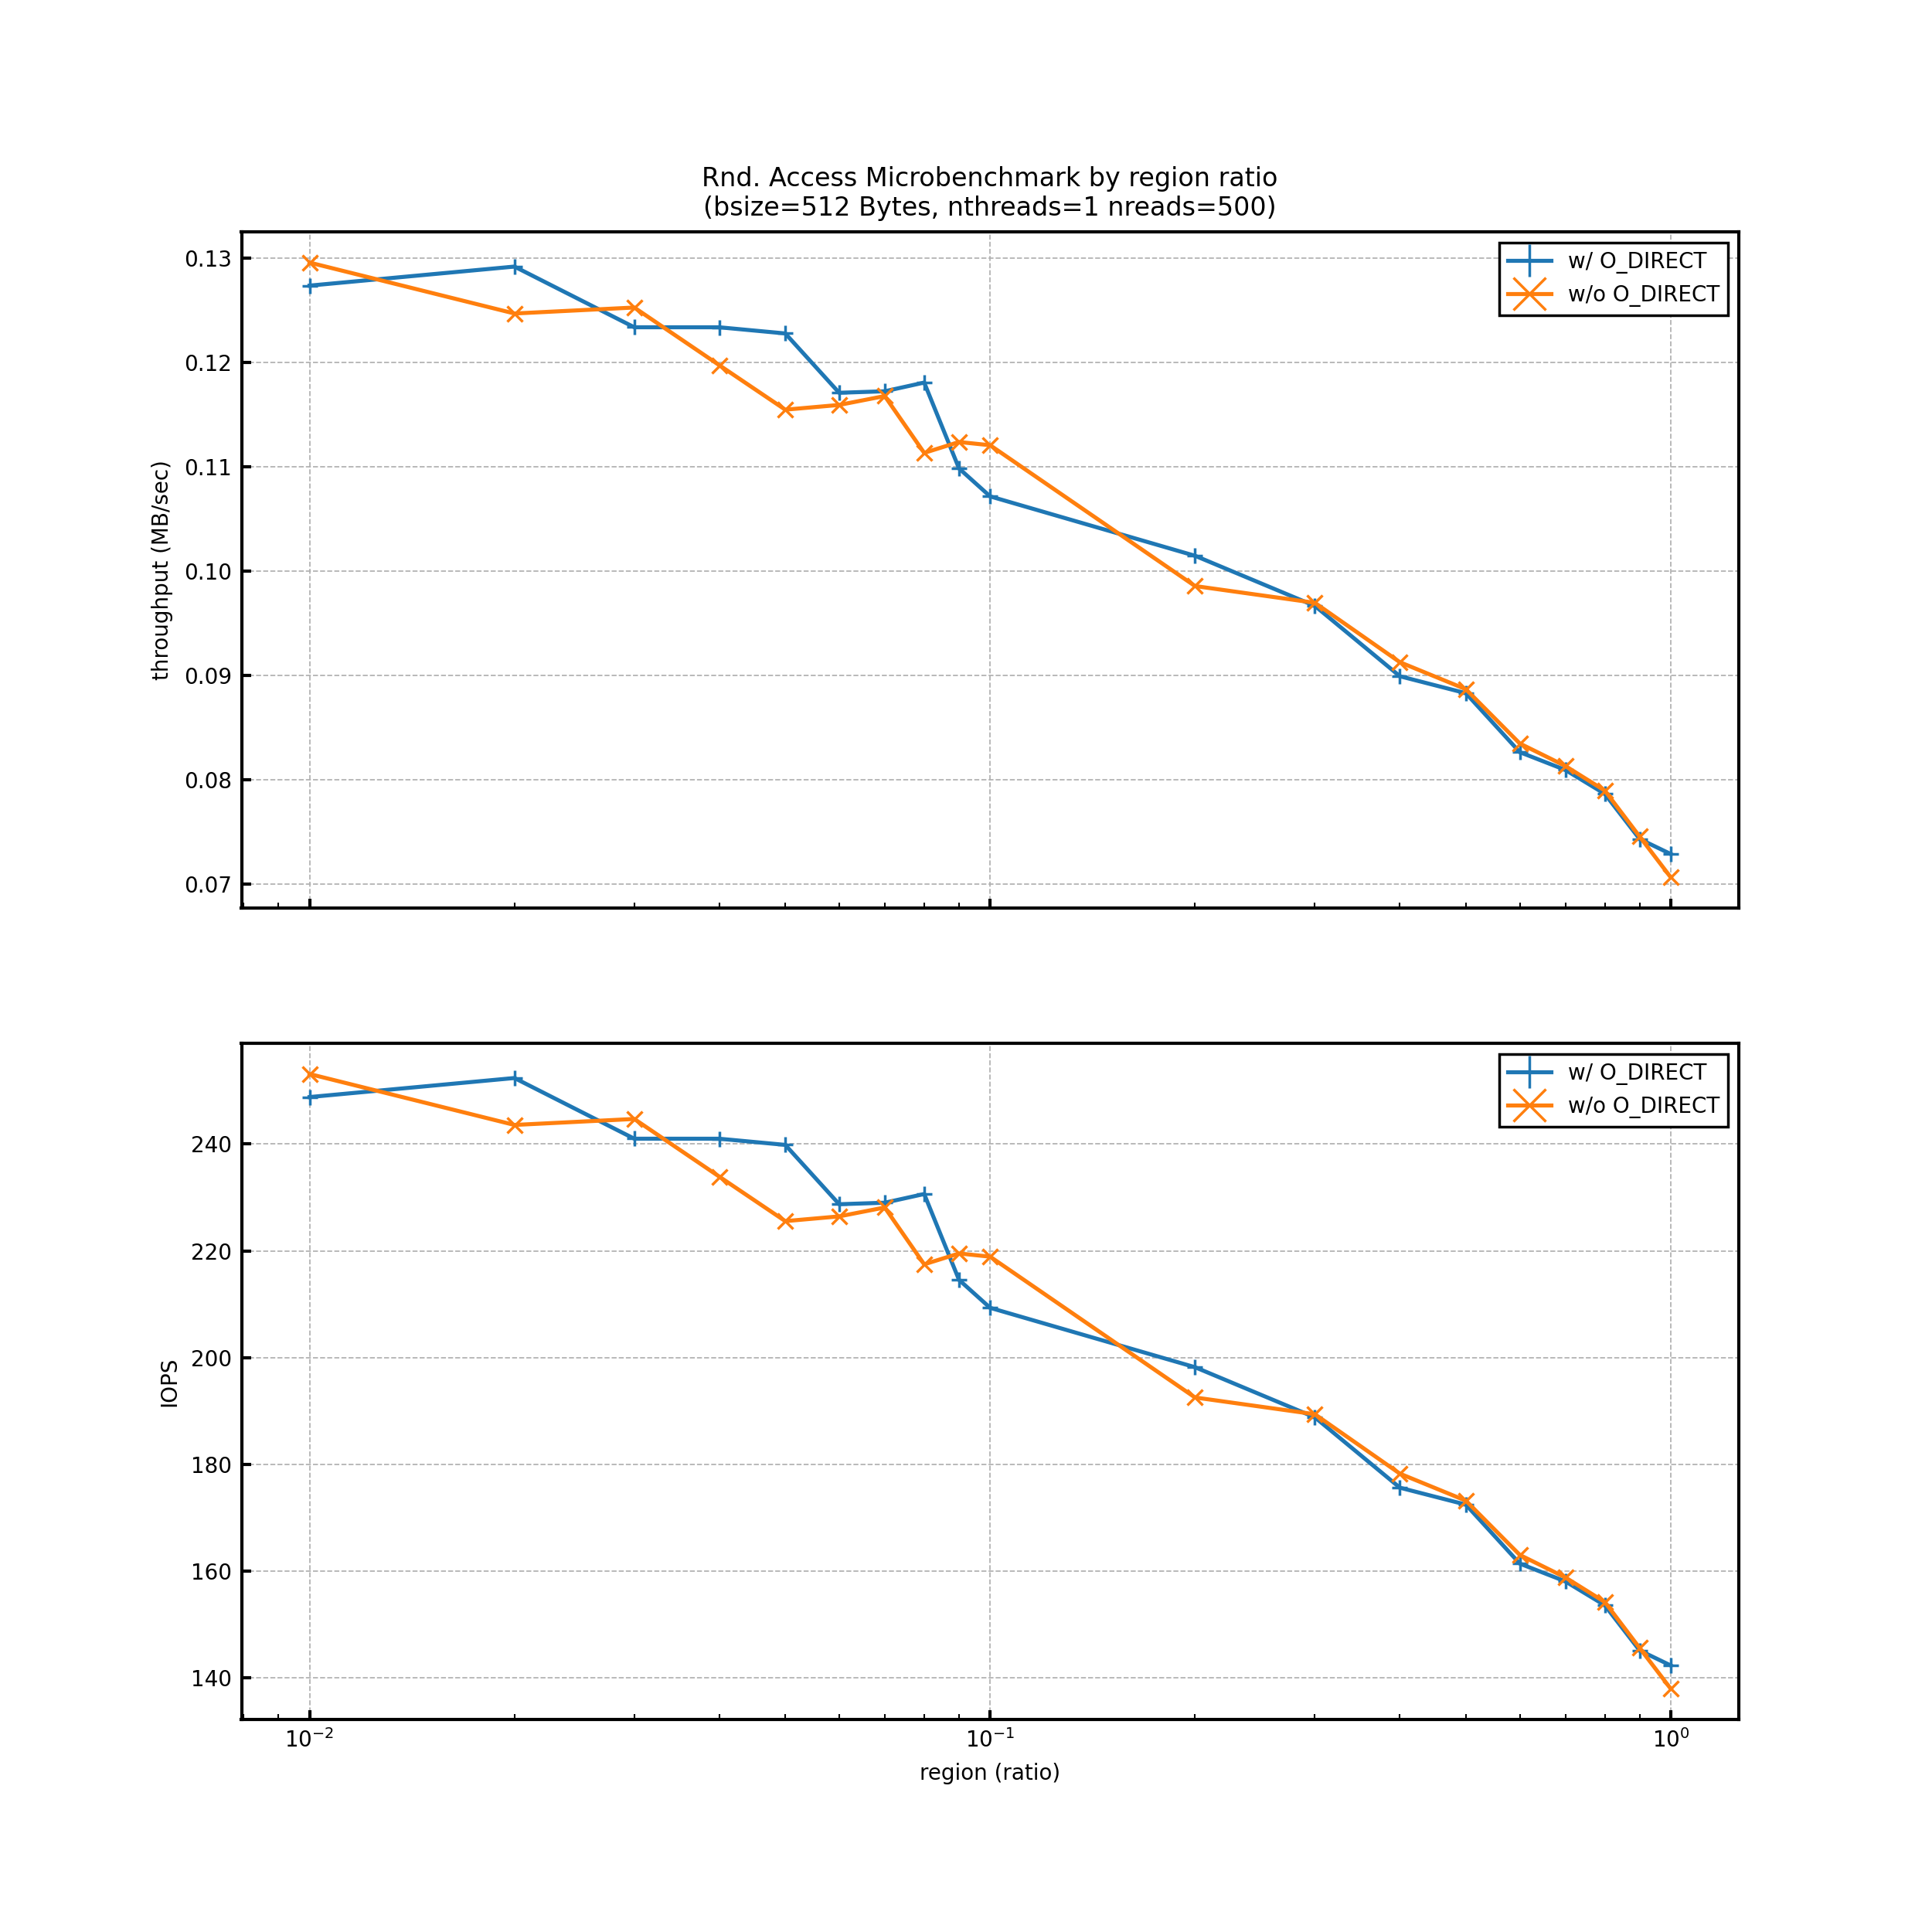 Rnd. Access Microbenchmark by region ratio
(bsize=512 Bytes, nthreads=1 nreads=500)
throughput (MB/sec)
0.13
0.12
0.11
0.10
0.09
0.08
0.07
w/ O_DIRECT
w/o O_DIRECT
IOPS
240
220
200
180
160
140
w/ O_DIRECT
w/o O_DIRECT
10⁻² 10⁻¹ 10⁰
region (ratio)